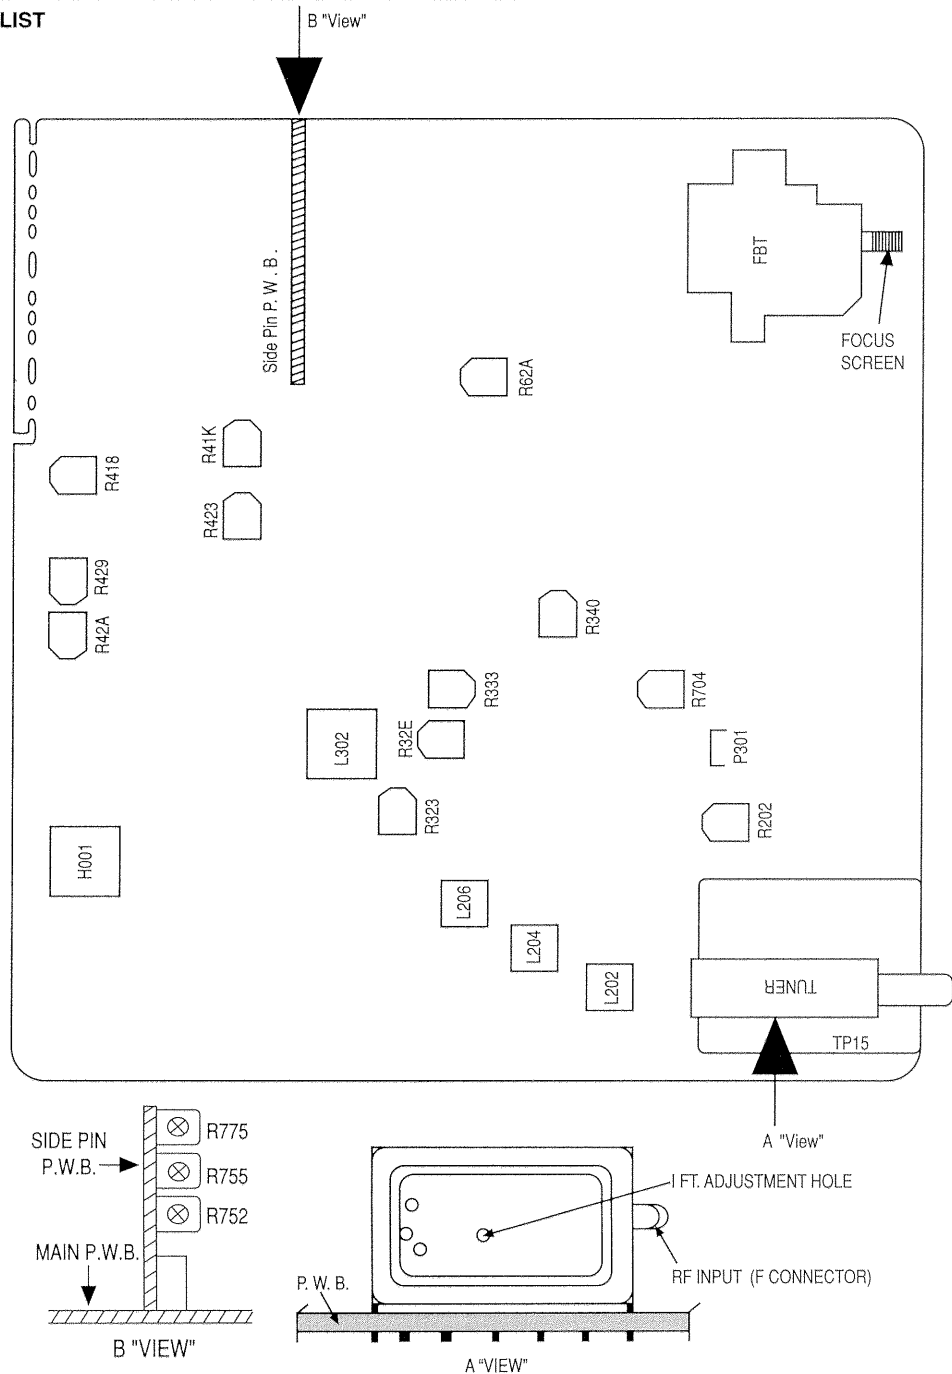 LIST
B "View"
Side Pin P. W. B.
FBT
FOCUS
SCREEN
R62A
R41K
R418
R423
R429
R42A
R340
R333
R704
R32E
L302
P301
R323
R202
H001
L206
L204
L202
TUNER
TP15
A "View"
SIDE PIN
P.W.B.
R775
R755
R752
MAIN P.W.B.
B "VIEW"
I FT. ADJUSTMENT HOLE
RF INPUT (F CONNECTOR)
P. W. B.
A "VIEW"